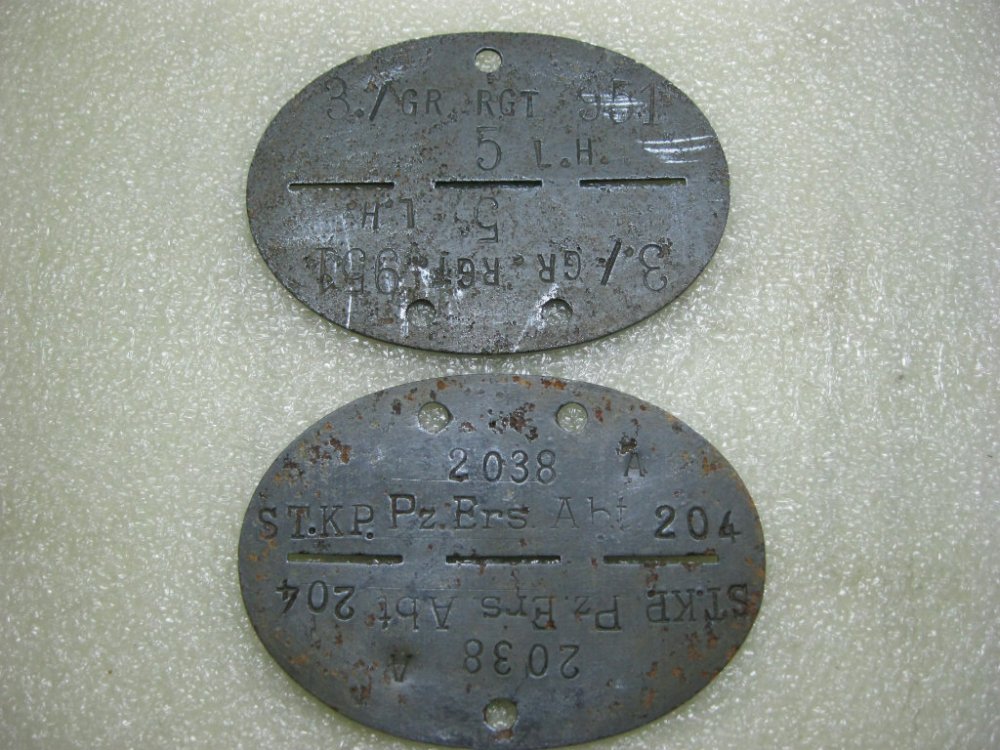 3./GR. RGT 951
5 L.H.
5 L.H
3./GR. RGT. 951
2038 A
ST.KP. Pz.Ers. Abt 204
ST.KP. Pz.Ers Abt 204
2038 A